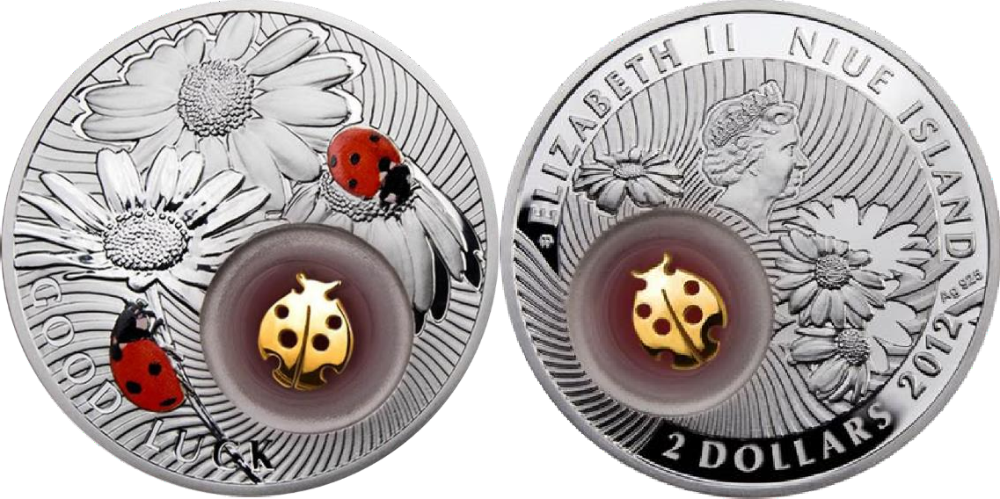 GOOD LUCK
ELIZABETH II NIUE ISLAND
Ag 925
2 DOLLARS 2012